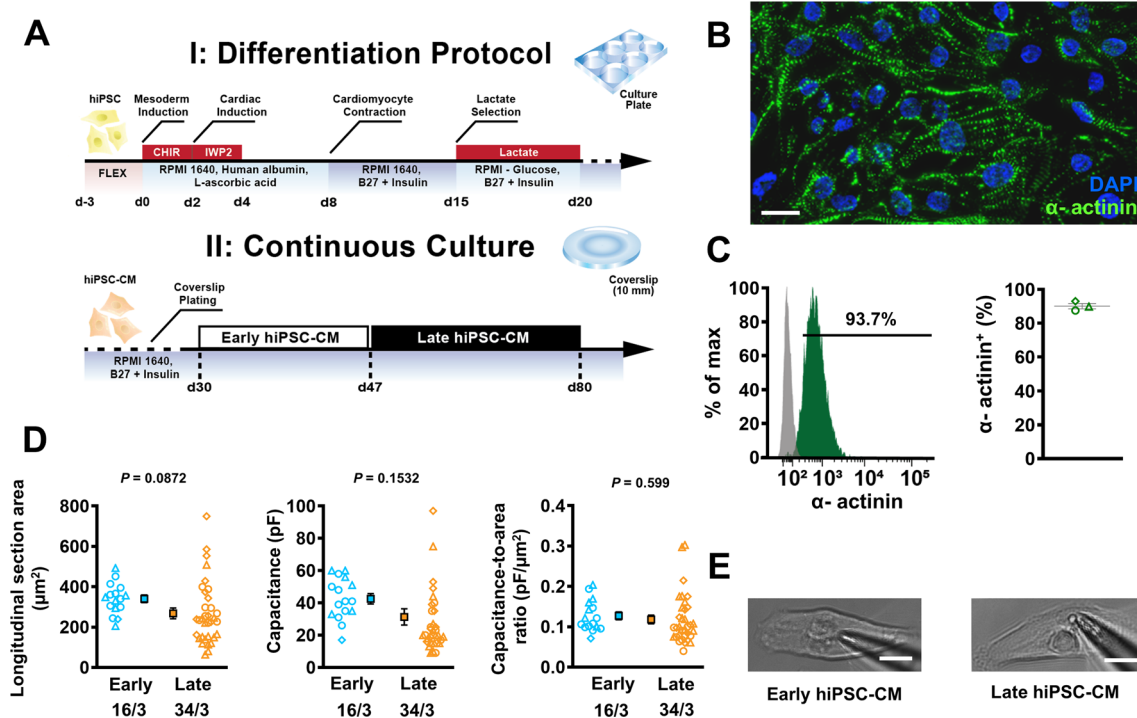 A
I: Differentiation Protocol
hiPSC
Mesoderm
Induction
Cardiac
Induction
Cardiomyocyte
Contraction
Lactate
Selection
Culture
Plate
CHIR
IWP2
Lactate
FLEX
RPMI 1640, Human albumin,
L-ascorbic acid
RPMI 1640,
B27 + Insulin
RPMI - Glucose,
B27 + Insulin
d-3
d0
d2
d4
d8
d15
d20
II: Continuous Culture
hiPSC-CM
Coverslip
Plating
Coverslip
(10 mm)
Early hiPSC-CM
Late hiPSC-CM
RPMI 1640,
B27 + Insulin
d30
d47
d80
B
DAPI
α- actinin
C
% of max
100
80
60
40
20
0
93.7%
10²
10³
10⁴
10⁵
α- actinin
α- actinin⁺ (%)
100
80
60
40
20
0
D
P = 0.0872
Longitudinal section area
(µm²)
800
600
400
200
0
Early
Late
16/3
34/3
P = 0.1532
Capacitance (pF)
100
80
60
40
20
0
Early
Late
16/3
34/3
P = 0.599
Capacitance-to-area
ratio (pF/µm²)
0.4
0.3
0.2
0.1
0.0
Early
Late
16/3
34/3
E
Early hiPSC-CM
Late hiPSC-CM